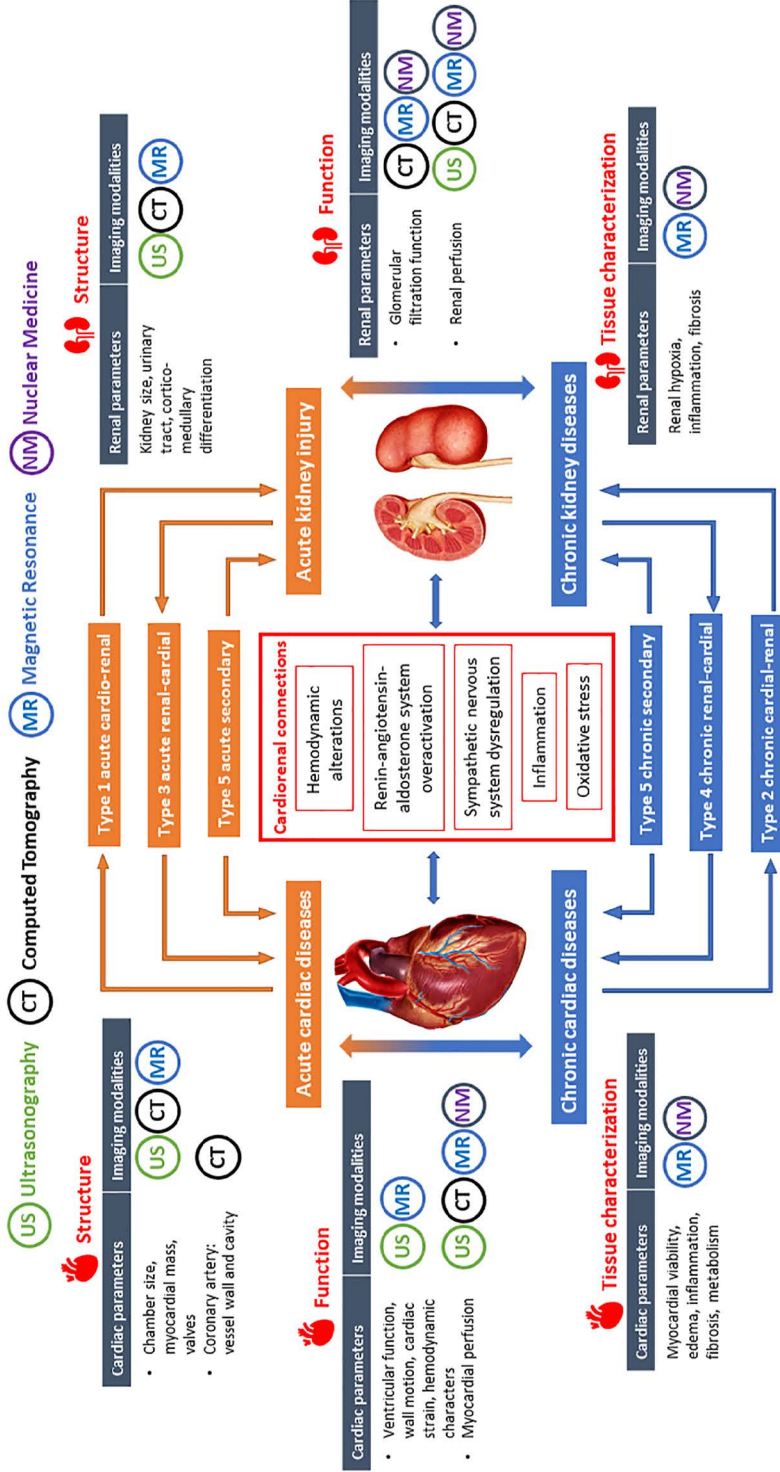 US Ultrasonography
CT Computed Tomography
MR Magnetic Resonance
NM Nuclear Medicine
Structure
Cardiac parameters
Imaging modalities
• Chamber size,
myocardial mass,
valves
US CT MR
• Coronary artery:
vessel wall and cavity
CT
Function
Cardiac parameters
Imaging modalities
• Ventricular function,
wall motion, cardiac
strain, hemodynamic
characters
US MR
• Myocardial perfusion
US CT MR NM
Tissue characterization
Cardiac parameters
Imaging modalities
Myocardial viability,
edema, inflammation,
fibrosis, metabolism
MR NM
Type 1 acute cardio-renal
Type 3 acute renal-cardial
Type 5 acute secondary
Acute cardiac diseases
Acute kidney injury
Cardiorenal connections
Hemodynamic
alterations
Renin-angiotensin-
aldosterone system
overactivation
Sympathetic nervous
system dysregulation
Inflammation
Oxidative stress
Chronic cardiac diseases
Chronic kidney diseases
Type 5 chronic secondary
Type 4 chronic renal-cardial
Type 2 chronic cardial-renal
Structure
Renal parameters
Imaging modalities
Kidney size, urinary
tract, cortico-
medullary
differentiation
US CT MR
Function
Renal parameters
Imaging modalities
• Glomerular
filtration function
CT MR NM
• Renal perfusion
US CT MR NM
Tissue characterization
Renal parameters
Imaging modalities
Renal hypoxia,
inflammation, fibrosis
MR NM